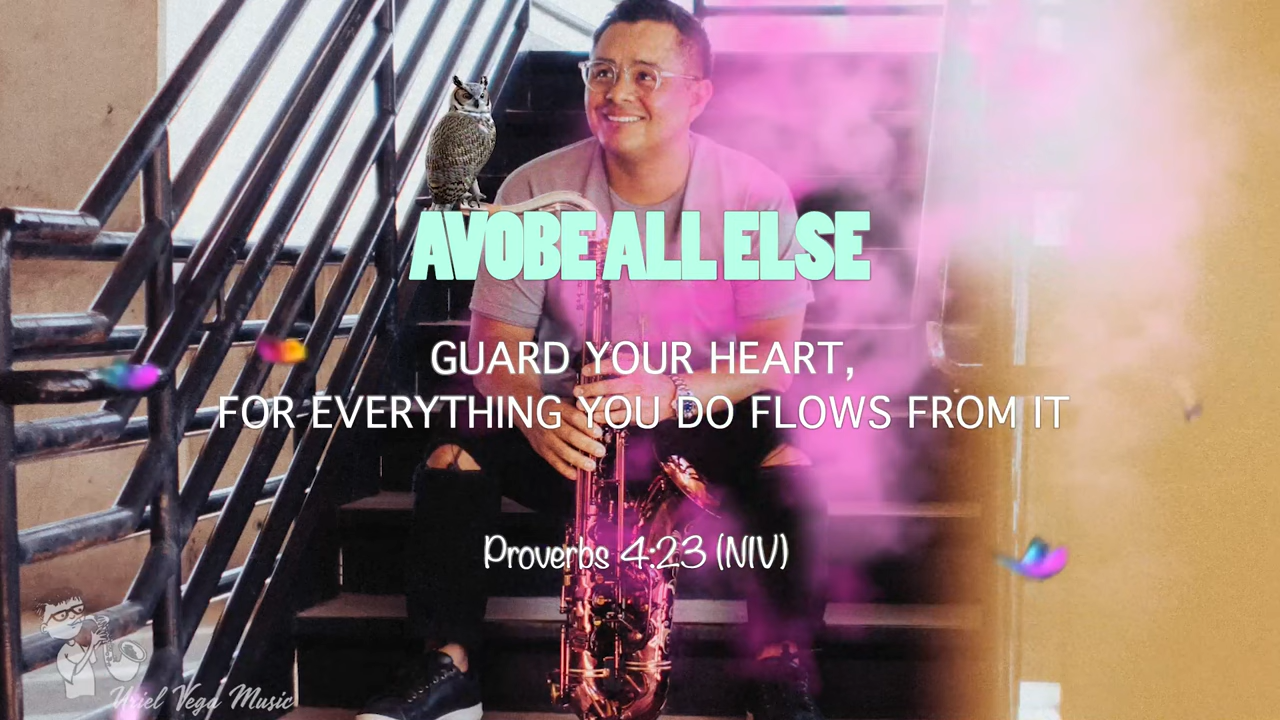 AVOBE ALL ELSE
GUARD YOUR HEART,
FOR EVERYTHING YOU DO FLOWS FROM IT
Proverbs 4:23 (NIV)
Uriel Vega Music